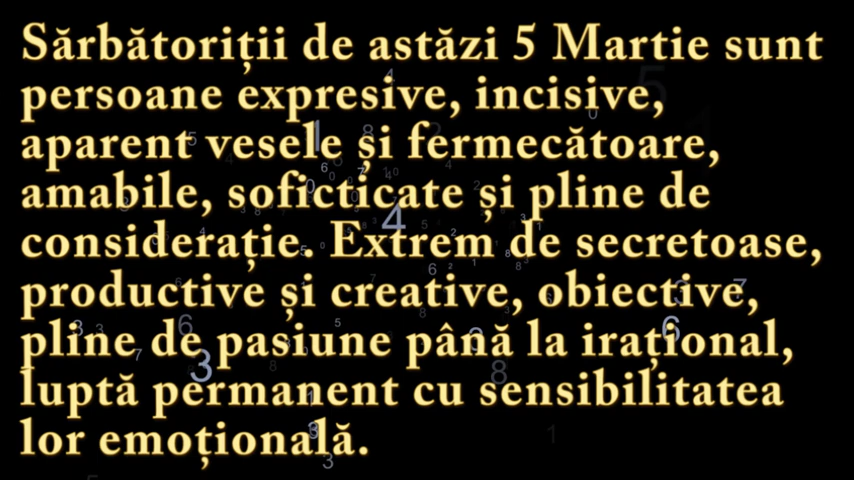 Sărbătoriții de astăzi 5 Martie sunt
persoane expresive, incisive,
aparent vesele și fermecătoare,
amabile, soficticate și pline de
considerație. Extrem de secretoase,
productive și creative, obiective,
pline de pasiune până la irațional,
luptă permanent cu sensibilitatea
lor emoțională.